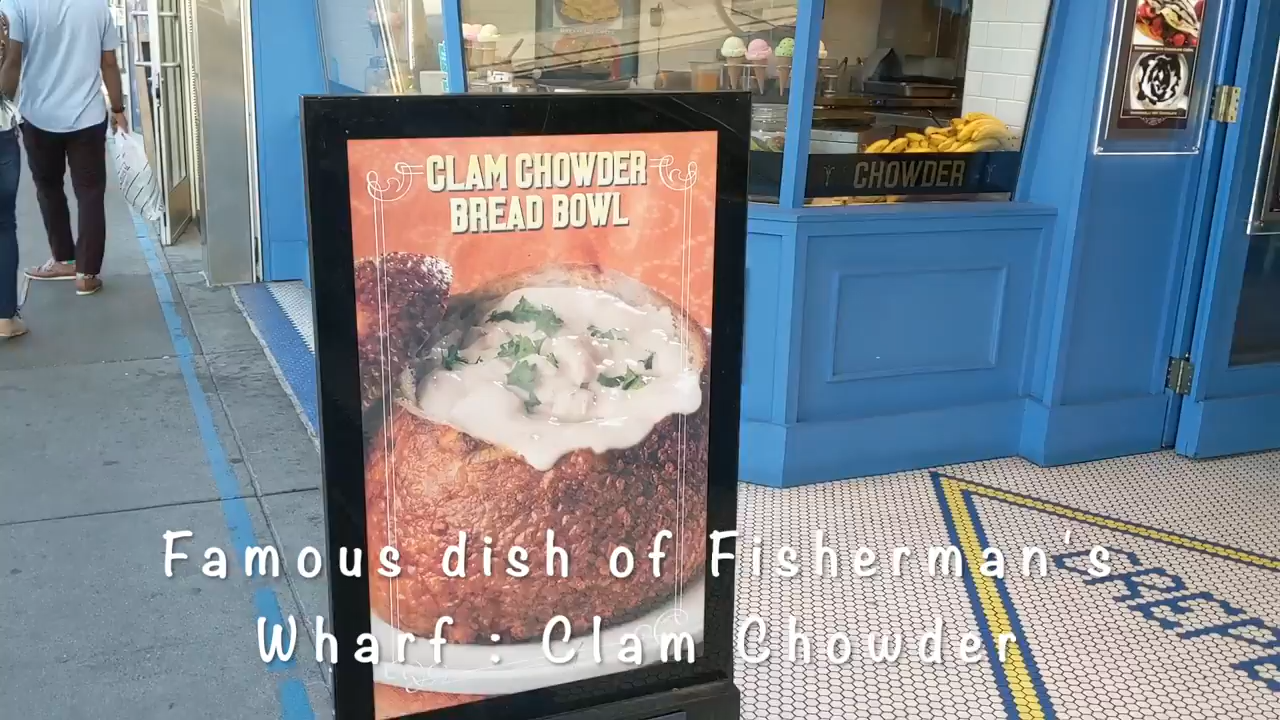 CLAM CHOWDER
BREAD BOWL
CHOWDER
Famous dish of Fisherman's
Wharf : Clam Chowder